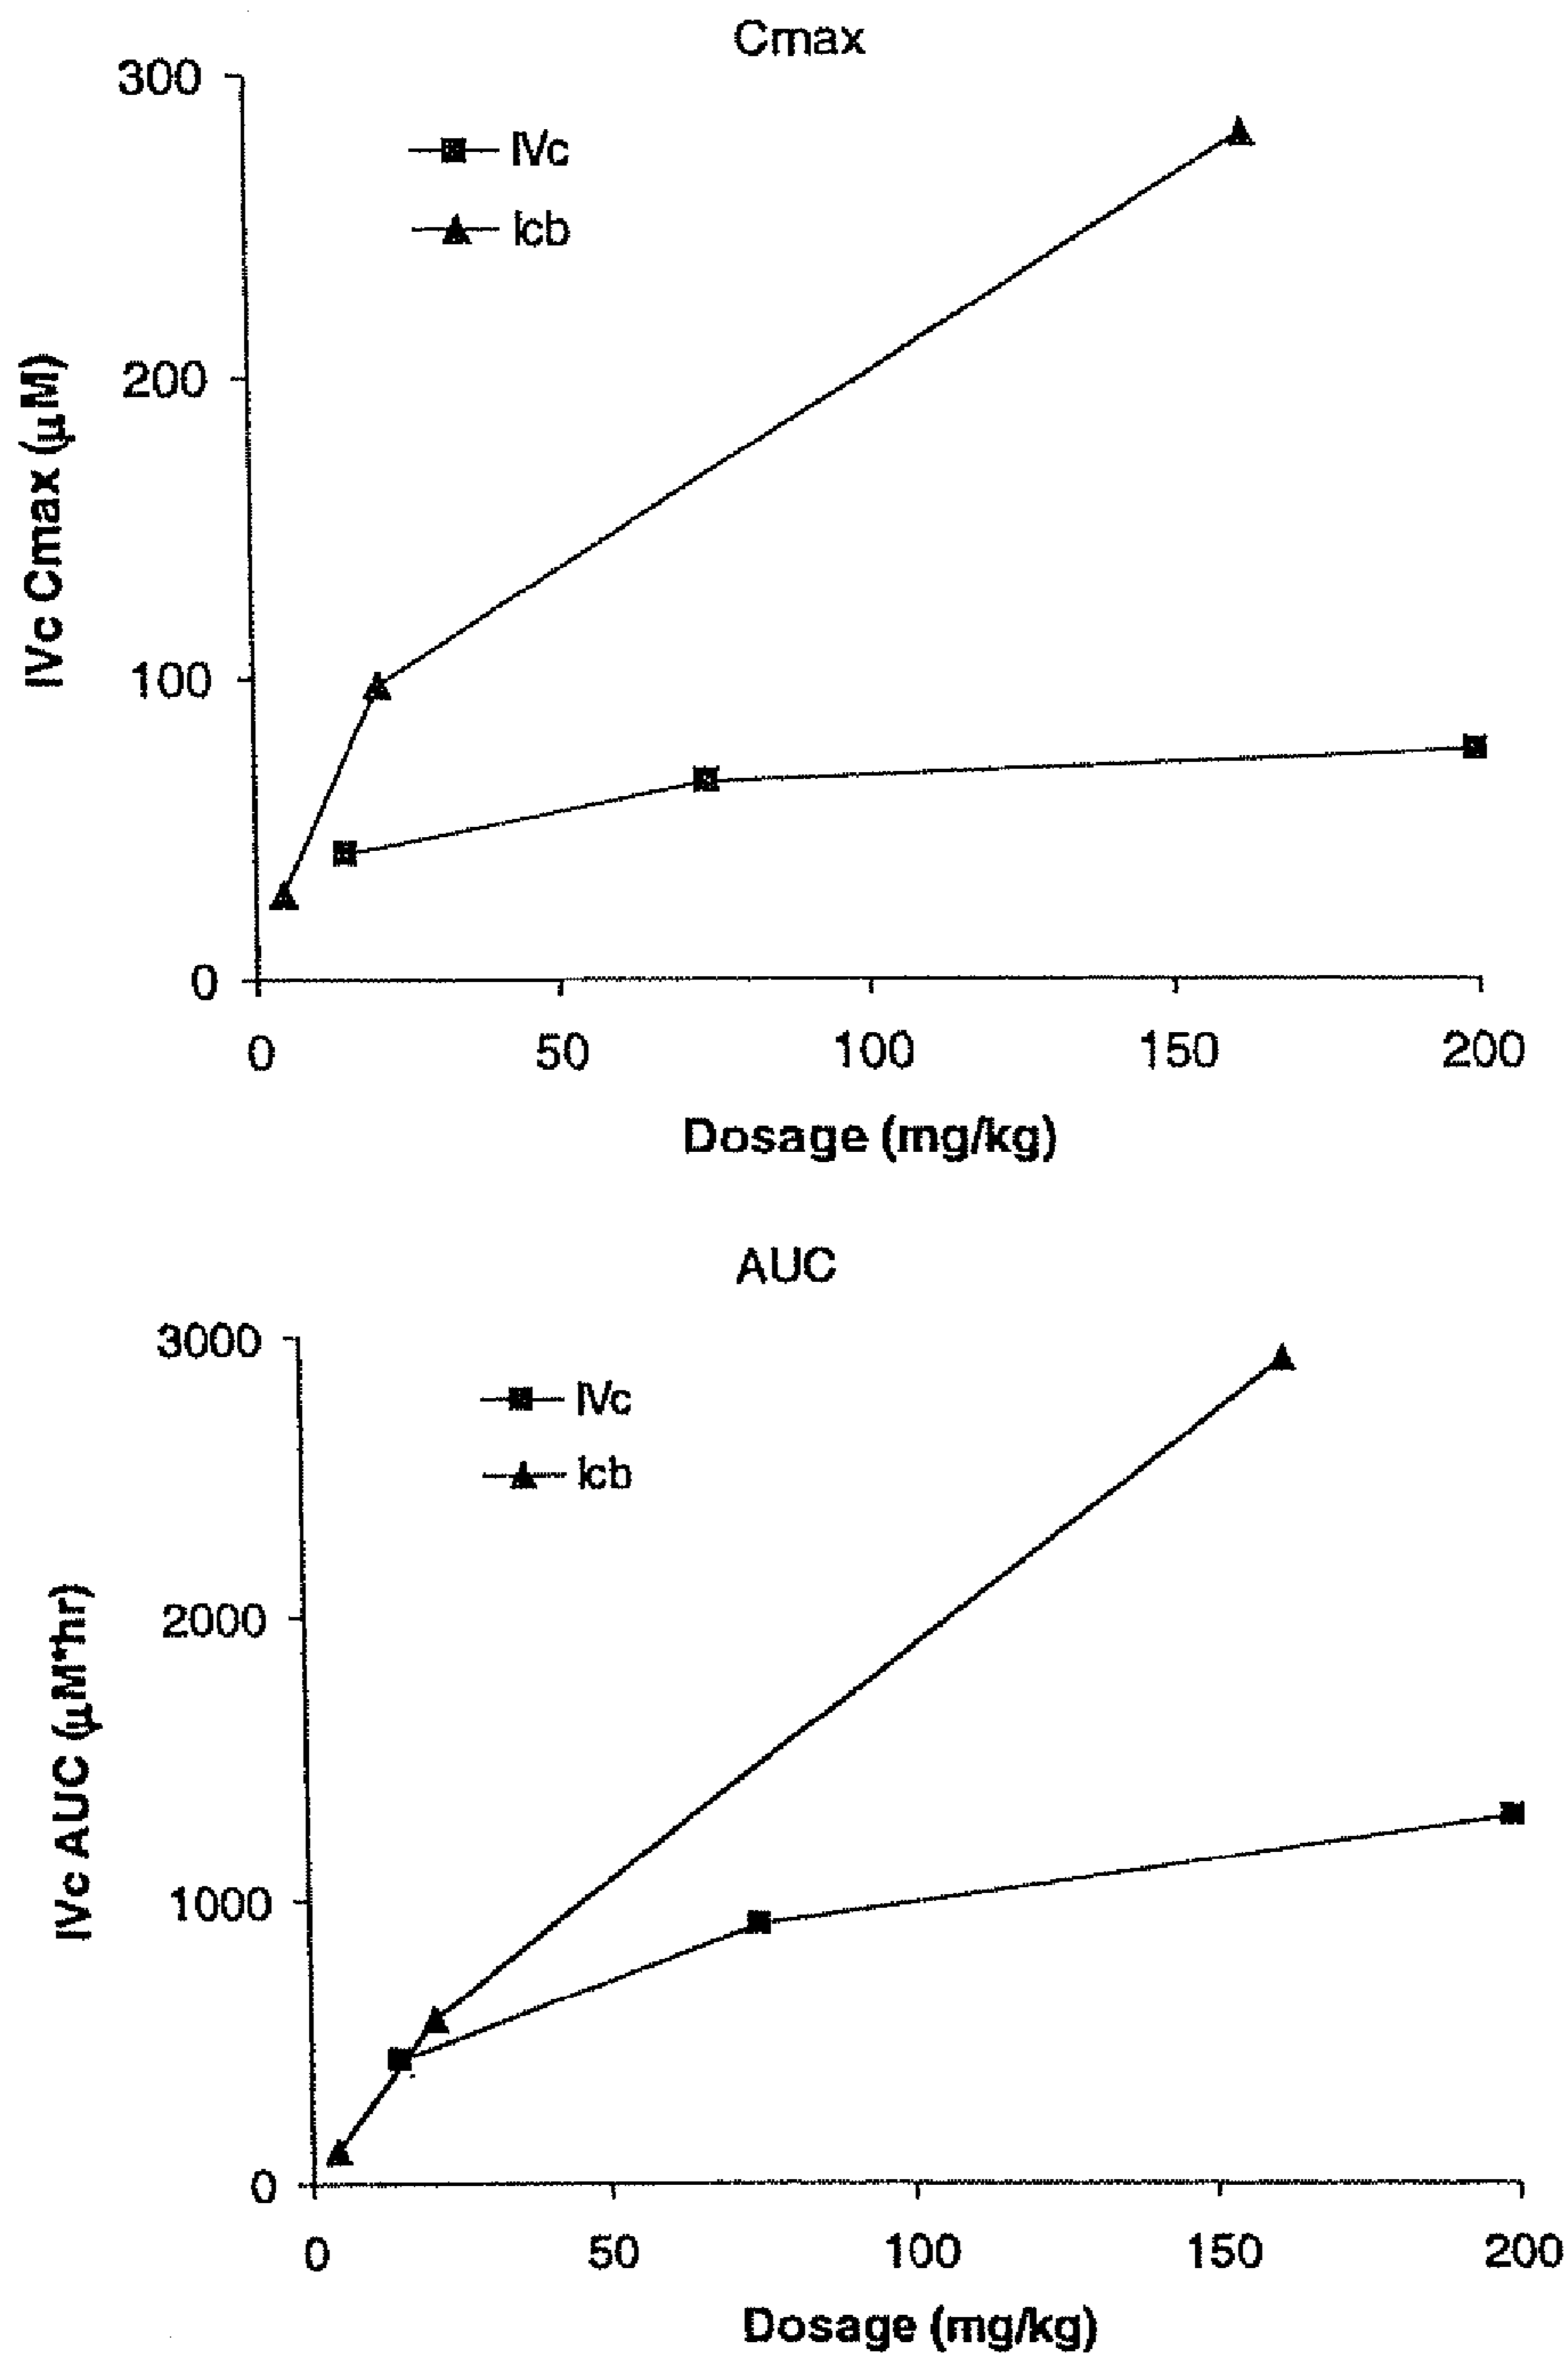 Cmax
300
IVc
Icb
200
IVc Cmax (μM)
100
0
0 50 100 150 200
Dosage (mg/kg)
AUC
3000
IVc
Icb
2000
IVc AUC (μM*hr)
1000
0
0 50 100 150 200
Dosage (mg/kg)